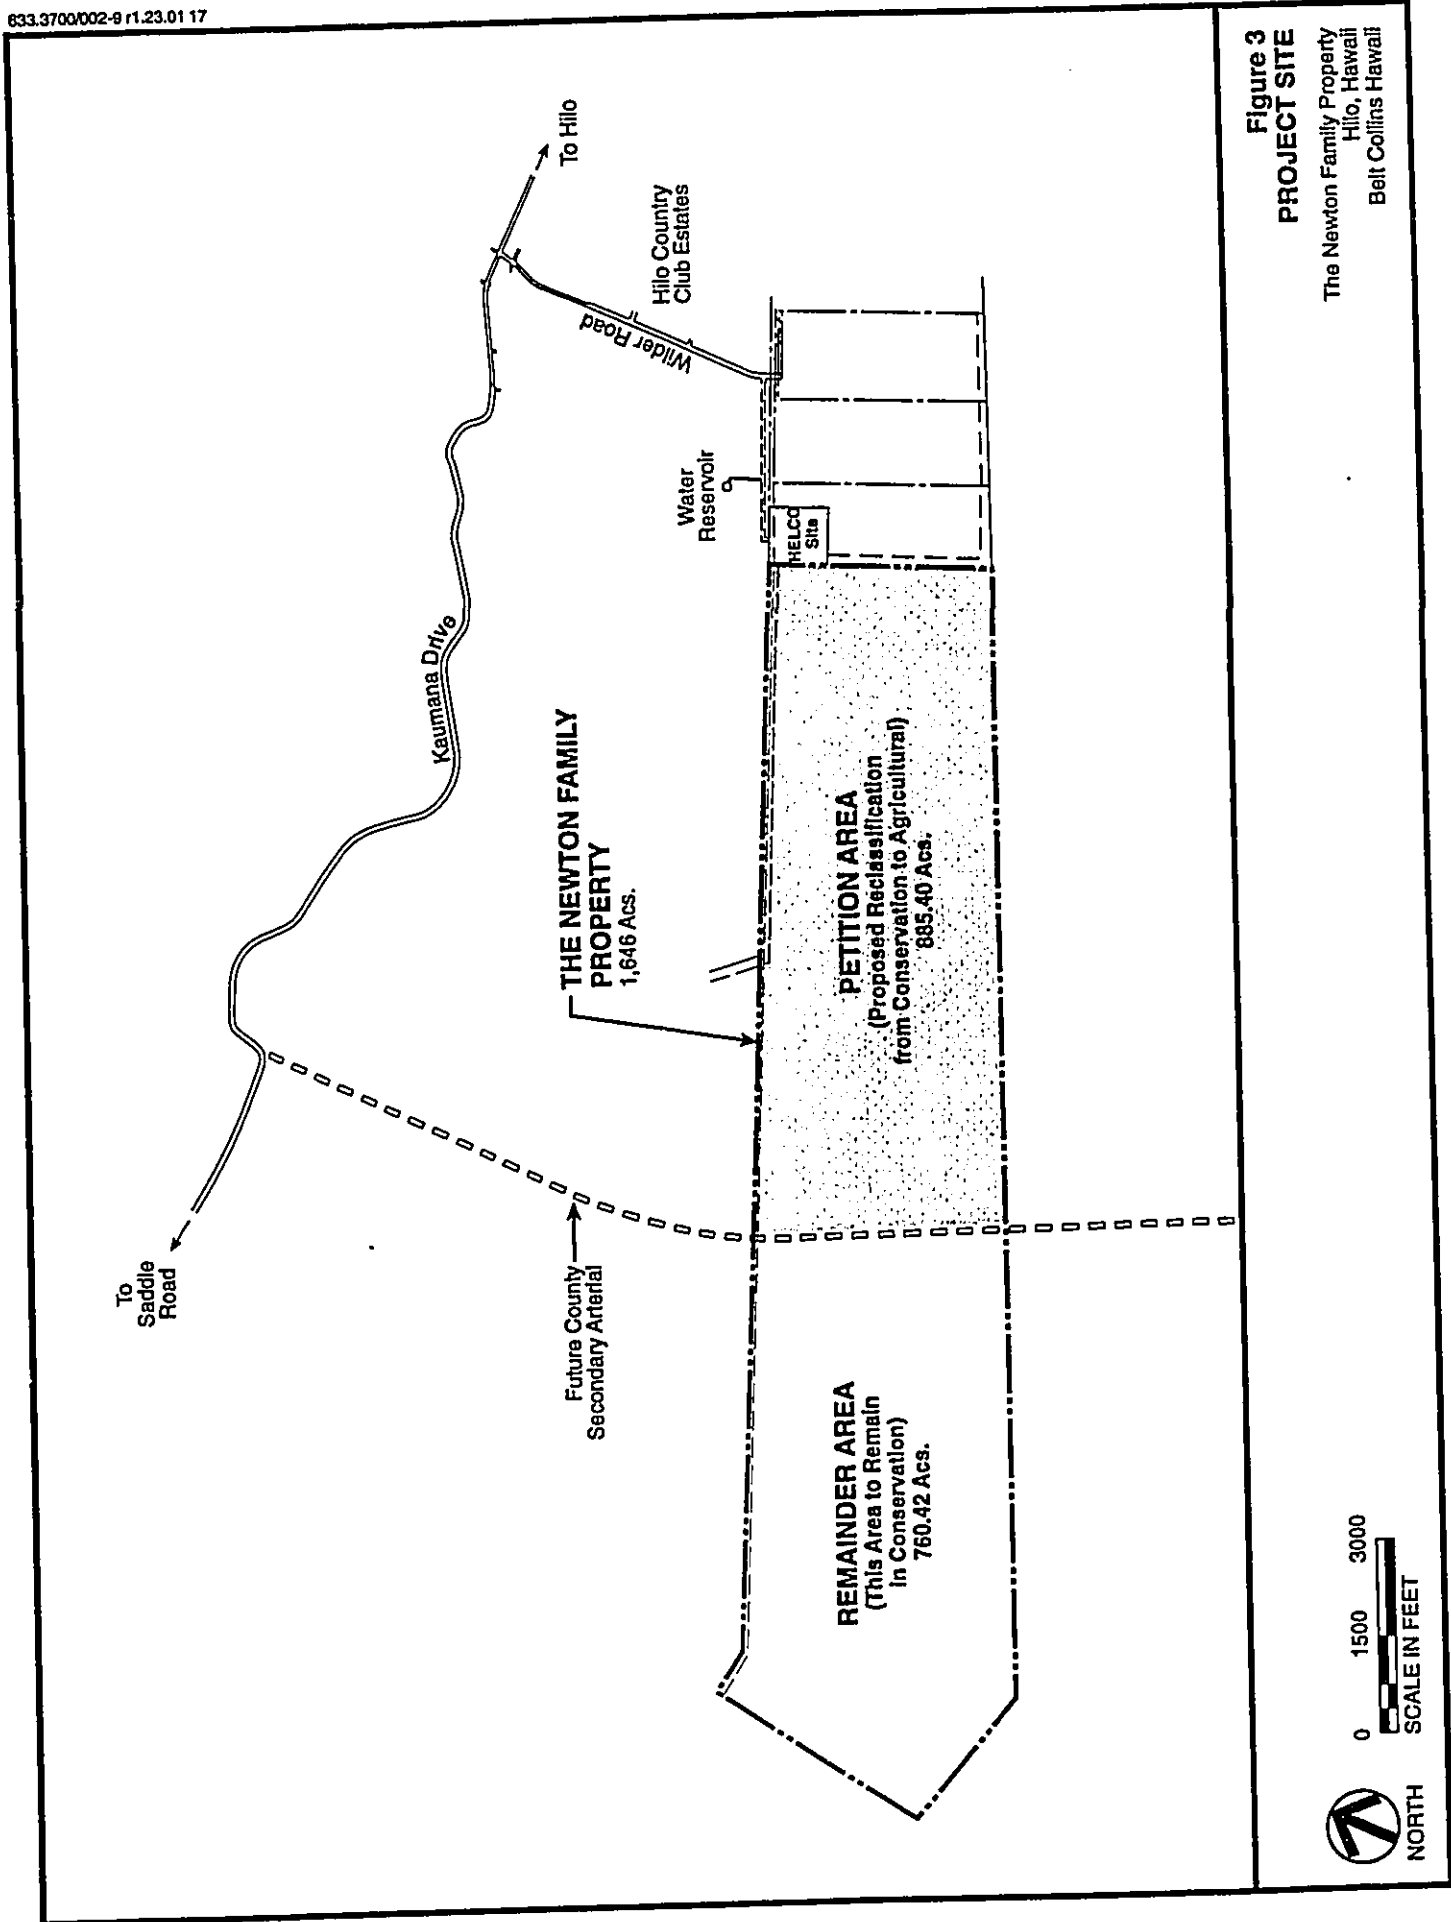 633.3700/002-9 r1.23.01 17
To
Saddle
Road
Kaumana Drive
To Hilo
Wilder Road
Hilo Country
Club Estates
Future County
Secondary Arterial
THE NEWTON FAMILY
PROPERTY
1,646 Acs.
Water
Reservoir
HELCO
Site
REMAINDER AREA
(This Area to Remain
in Conservation)
760.42 Acs.
PETITION AREA
(Proposed Reclassification
from Conservation to Agricultural)
885.40 Acs.
NORTH
0 1500 3000
SCALE IN FEET
Figure 3
PROJECT SITE
The Newton Family Property
Hilo, Hawaii
Belt Collins Hawaii